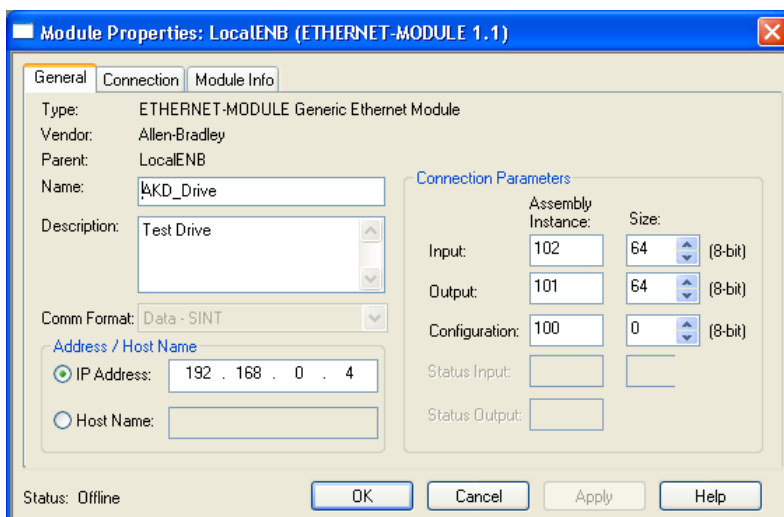 Module Properties: LocalENB (ETHERNET-MODULE 1.1)
General Connection Module Info
Type: ETHERNET-MODULE Generic Ethernet Module
Vendor: Allen-Bradley
Parent: LocalENB
Name: AKD_Drive
Description: Test Drive
Comm Format: Data - SINT
Address / Host Name
IP Address: 192 . 168 . 0 . 4
Host Name:
Connection Parameters
Assembly Instance: Size:
Input: 102 64 (8-bit)
Output: 101 64 (8-bit)
Configuration: 100 0 (8-bit)
Status Input:
Status Output:
Status: Offline OK Cancel Apply Help